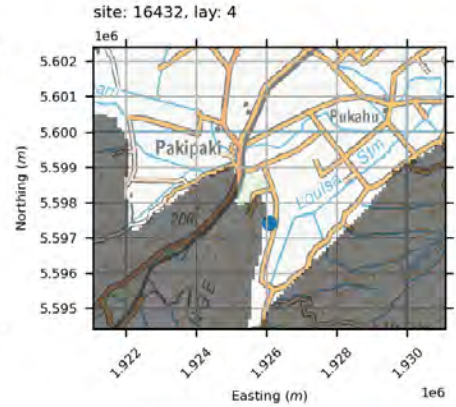 site: 16432, lay: 4
1e6
5.602
5.601
5.600
5.599
5.598
5.597
5.596
5.595
Northing (m)
Pukahu
Pakipaki
Louisa Stm
200
1.922
1.924
1.926
1.928
1.930
1e6
Easting (m)